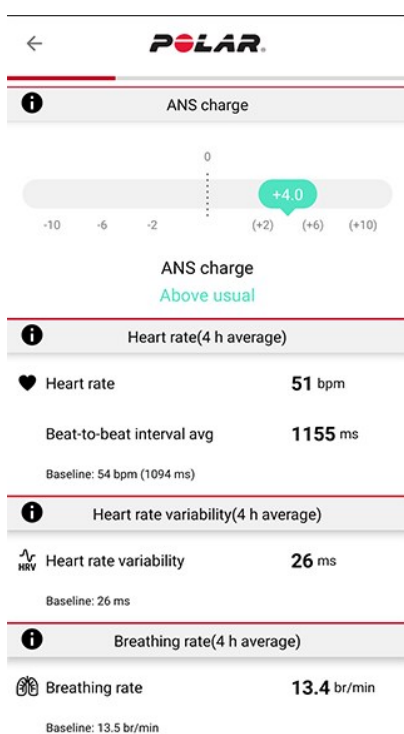 POLAR.
ANS charge
0
+4.0
-10 -6 -2 (+2) (+6) (+10)
ANS charge
Above usual
Heart rate(4 h average)
Heart rate 51 bpm
Beat-to-beat interval avg 1155 ms
Baseline: 54 bpm (1094 ms)
Heart rate variability(4 h average)
HRV Heart rate variability 26 ms
Baseline: 26 ms
Breathing rate(4 h average)
Breathing rate 13.4 br/min
Baseline: 13.5 br/min